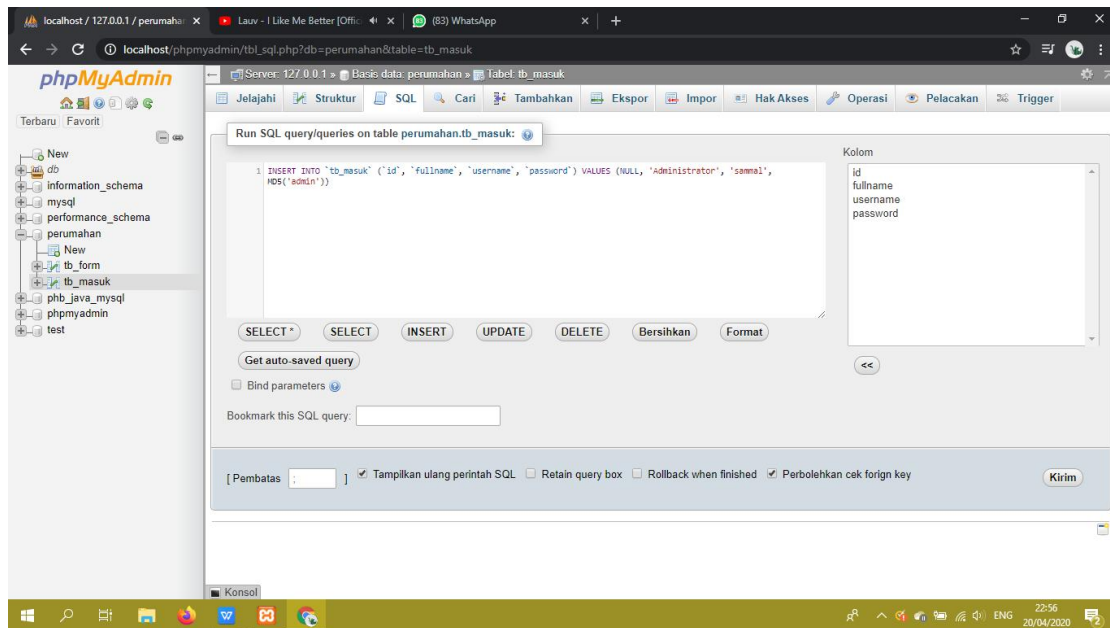 localhost / 127.0.0.1 / perumahan
Lauv - I Like Me Better [Offic
(83) WhatsApp
localhost/phpmyadmin/tbl_sql.php?db=perumahan&table=tb_masuk
phpMyAdmin
Terbaru Favorit
New
db
information_schema
mysql
performance_schema
perumahan
New
tb_form
tb_masuk
phb_java_mysql
phpmyadmin
test
Server: 127.0.0.1 » Basis data: perumahan » Tabel: tb_masuk
Jelajahi Struktur SQL Cari Tambahkan Ekspor Impor Hak Akses Operasi Pelacakan Trigger
Run SQL query/queries on table perumahan.tb_masuk:
1 INSERT INTO `tb_masuk` (`id`, `fullname`, `username`, `password`) VALUES (NULL, 'Administrator', 'sammal',
MD5('admin'))
Kolom
id
fullname
username
password
SELECT * SELECT INSERT UPDATE DELETE Bersihkan Format
Get auto-saved query
<<
Bind parameters
Bookmark this SQL query:
[ Pembatas ; ] Tampilkan ulang perintah SQL Retain query box Rollback when finished Perbolehkan cek forign key
Kirim
Konsol
ENG
22:56
20/04/2020
2